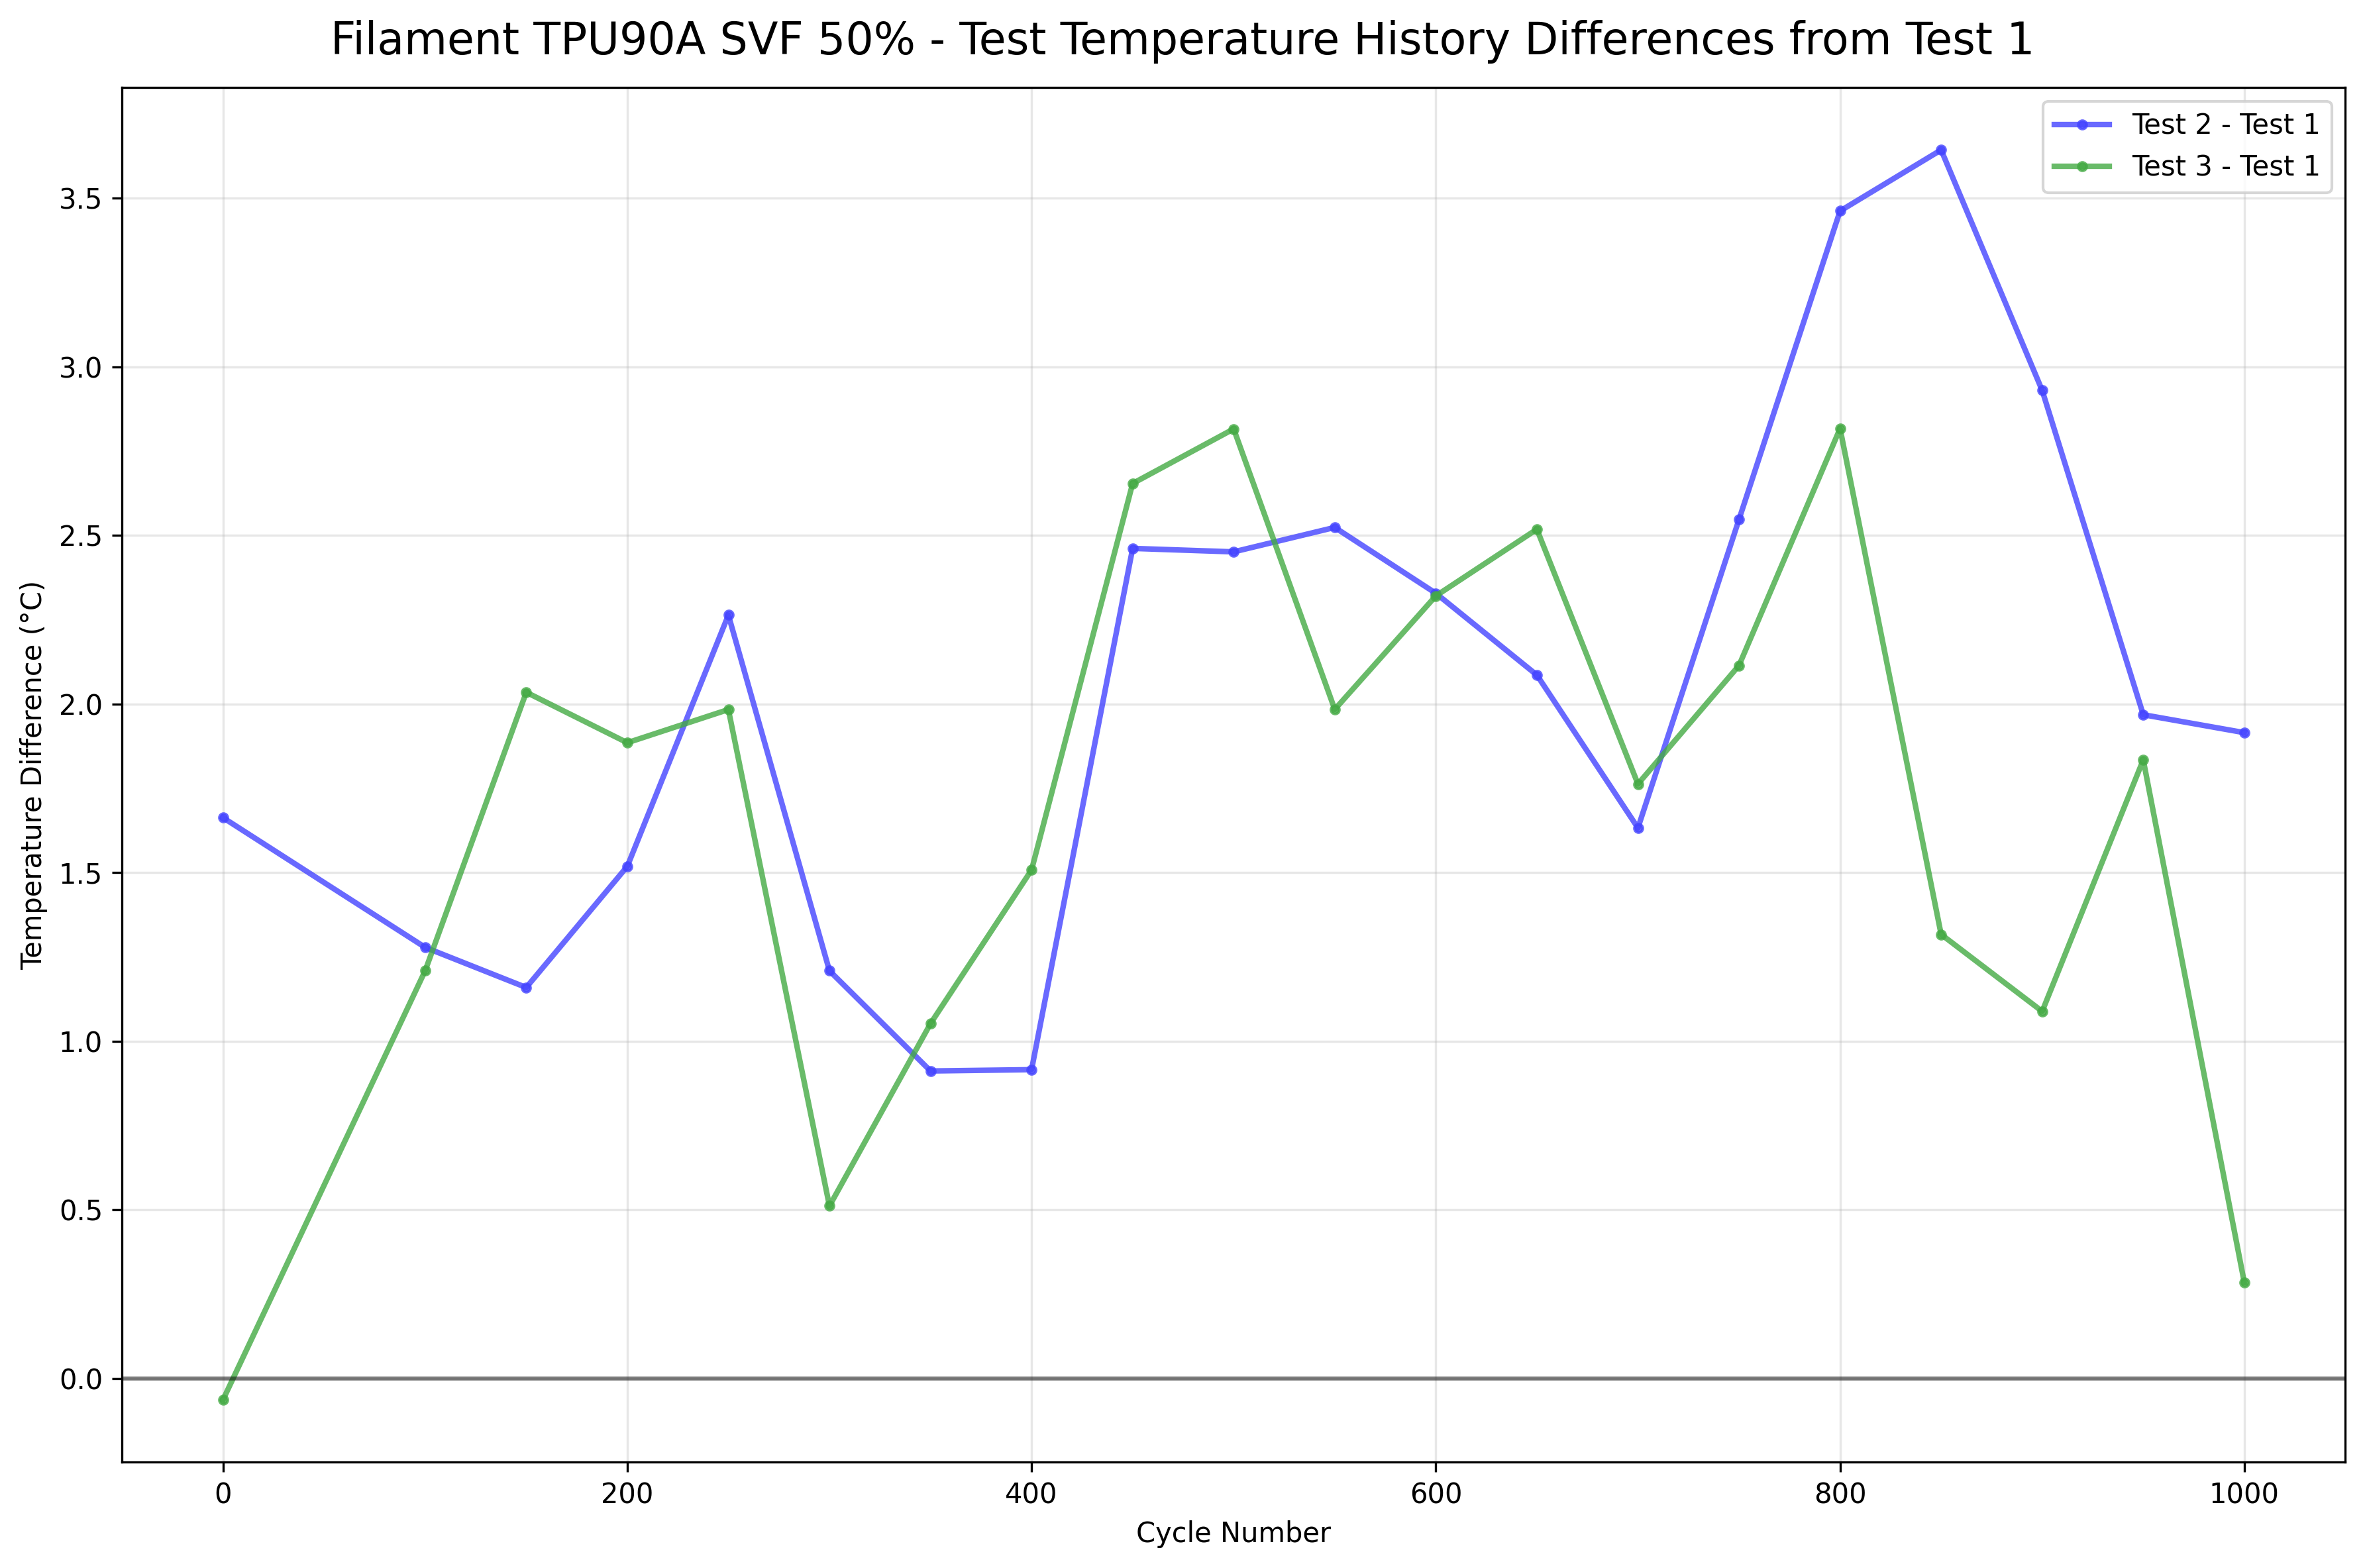 Filament TPU90A SVF 50% - Test Temperature History Differences from Test 1
Test 2 - Test 1
Test 3 - Test 1
3.5
3.0
2.5
2.0
1.5
1.0
0.5
0.0
Temperature Difference (°C)
0 200 400 600 800 1000
Cycle Number